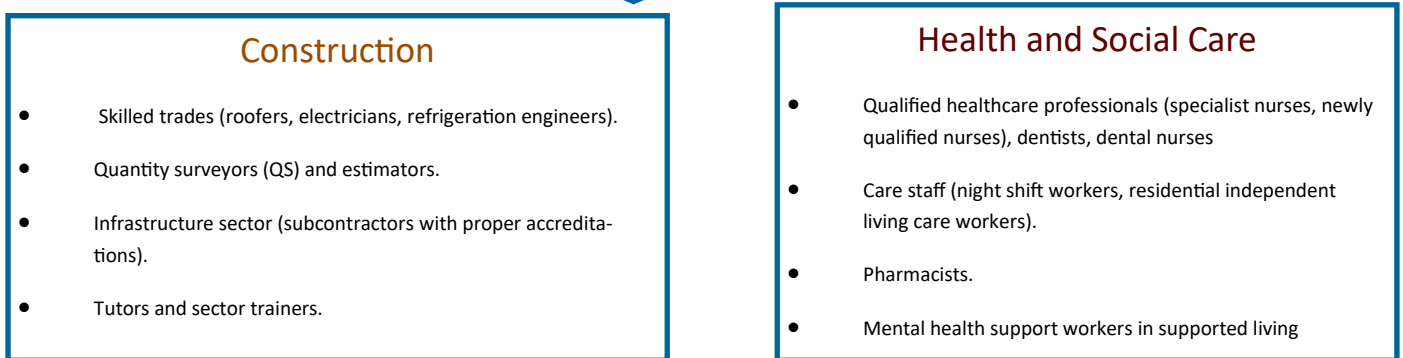 Construction
● Skilled trades (roofers, electricians, refrigeration engineers).
● Quantity surveyors (QS) and estimators.
● Infrastructure sector (subcontractors with proper accredita-
tions).
● Tutors and sector trainers.
Health and Social Care
● Qualified healthcare professionals (specialist nurses, newly
qualified nurses), dentists, dental nurses
● Care staff (night shift workers, residential independent
living care workers).
● Pharmacists.
● Mental health support workers in supported living